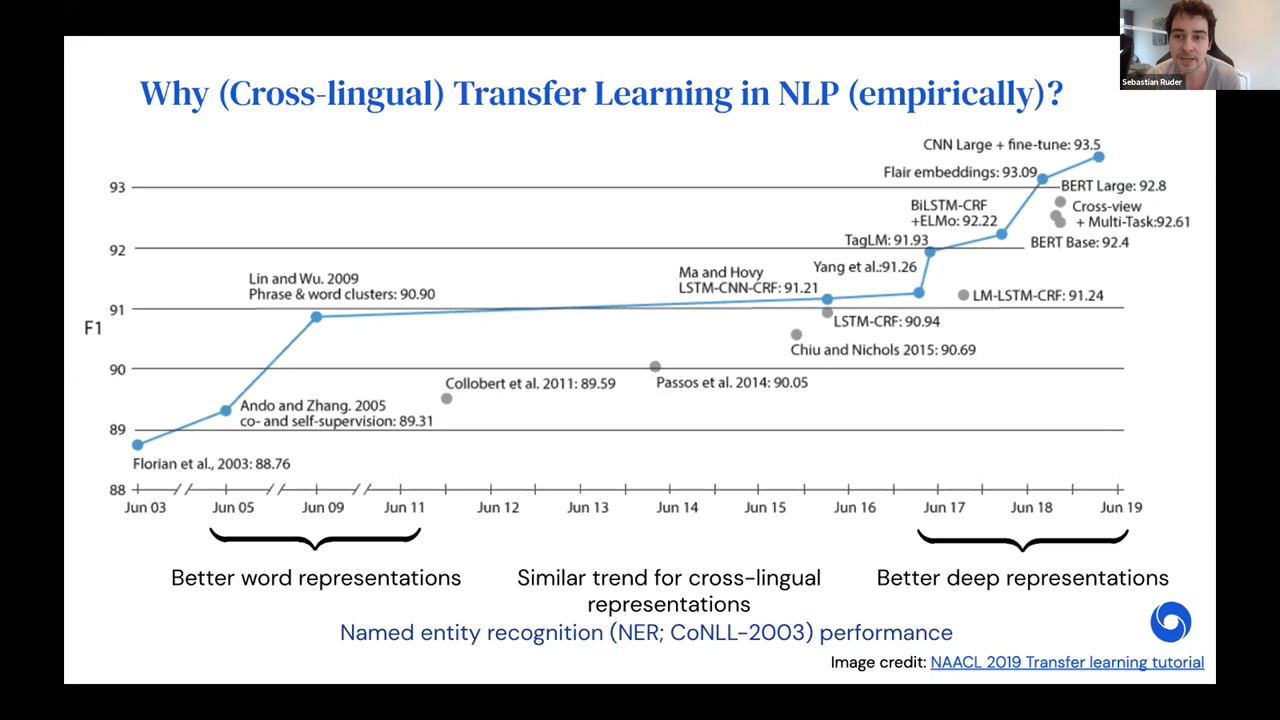 Sebastian Ruder
Why (Cross-lingual) Transfer Learning in NLP (empirically)?
CNN Large + fine-tune: 93.5
Flair embeddings: 93.09
93
BERT Large: 92.8
BiLSTM-CRF
+ELMo: 92.22
Cross-view
+ Multi-Task:92.61
TagLM: 91.93
BERT Base: 92.4
92
Yang et al.:91.26
Lin and Wu. 2009
Phrase & word clusters: 90.90
Ma and Hovy
LSTM-CNN-CRF: 91.21
LM-LSTM-CRF: 91.24
91
F1
LSTM-CRF: 90.94
Chiu and Nichols 2015: 90.69
90
Collobert et al. 2011: 89.59
Passos et al. 2014: 90.05
Ando and Zhang. 2005
co- and self-supervision: 89.31
89
Florian et al., 2003: 88.76
88
Jun 03 Jun 05 Jun 09 Jun 11 Jun 12 Jun 13 Jun 14 Jun 15 Jun 16 Jun 17 Jun 18 Jun 19
Better word representations
Similar trend for cross-lingual
representations
Better deep representations
Named entity recognition (NER; CoNLL-2003) performance
Image credit: NAACL 2019 Transfer learning tutorial